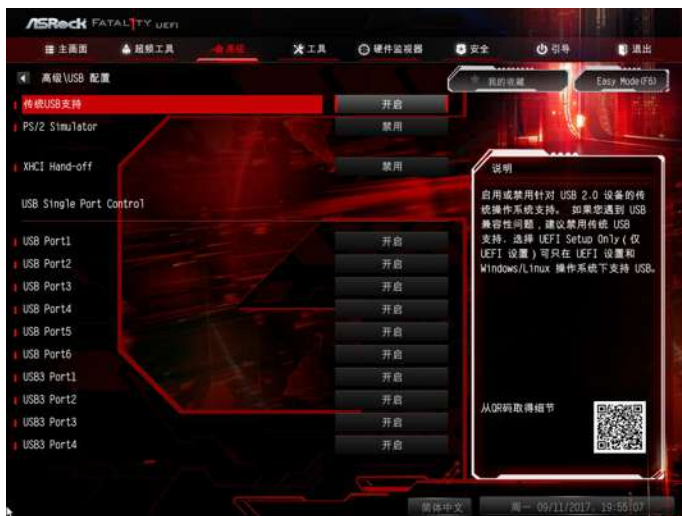 ASRock FATAL1TY UEFI
主画面 超频工具 高级 工具 硬件监视器 安全 引导 退出
高级\USB 配置
我的收藏 Easy Mode(F6)
传统USB支持 开启
PS/2 Simulator 禁用
XHCI Hand-off 禁用
USB Single Port Control
USB Port1 开启
USB Port2 开启
USB Port3 开启
USB Port4 开启
USB Port5 开启
USB Port6 开启
USB3 Port1 开启
USB3 Port2 开启
USB3 Port3 开启
USB3 Port4 开启
说明
启用或禁用针对 USB 2.0 设备的传
统操作系统支持。 如果您遇到 USB
兼容性问题，建议禁用传统 USB
支持. 选择 UEFI Setup Only（仅
UEFI 设置）可只在 UEFI 设置和
Windows/Linux 操作系统下支持 USB。
从QR码取得细节
简体中文 周一 09/11/2017, 19:56:07